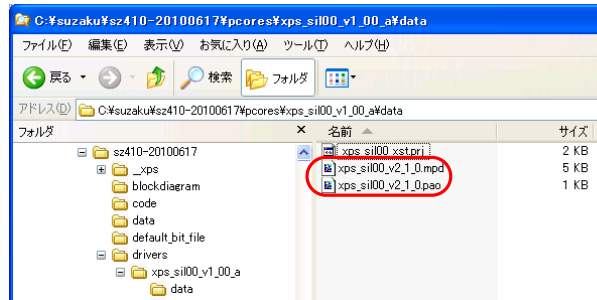 C:¥suzaku¥sz410-20100617¥pcores¥xps_sil00_v1_00_a¥data
ファイル(F) 編集(E) 表示(V) お気に入り(A) ツール(T) ヘルプ(H)
戻る 検索 フォルダ
アドレス(D) C:¥suzaku¥sz410-20100617¥pcores¥xps_sil00_v1_00_a¥data
フォルダ × 名前 サイズ
sz410-20100617 xps_sil00_xst.prj 2 KB
_xps xps_sil00_v2_1_0.mpd 5 KB
blockdiagram xps_sil00_v2_1_0.pao 1 KB
code
data
default_bit_file
drivers
xps_sil00_v1_00_a
data